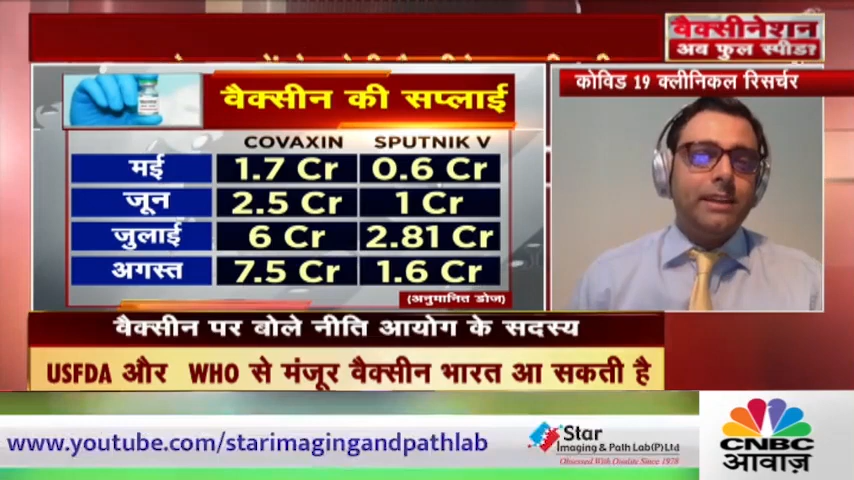 वैक्सीनेशन
अब फुल स्पीड?
वैक्सीन की सप्लाई
COVAXIN SPUTNIK V
मई 1.7 Cr 0.6 Cr
जून 2.5 Cr 1 Cr
जुलाई 6 Cr 2.81 Cr
अगस्त 7.5 Cr 1.6 Cr
(अनुमानित डोज)
कोविड 19 क्लीनिकल रिसर्चर
वैक्सीन पर बोले नीति आयोग के सदस्य
USFDA और WHO से मंजूर वैक्सीन भारत आ सकती है
www.youtube.com/starimagingandpathlab
Star
Imaging & Path Lab(P)Ltd
Obsessed With Disalite Since 1978
CNBC
आवाज़